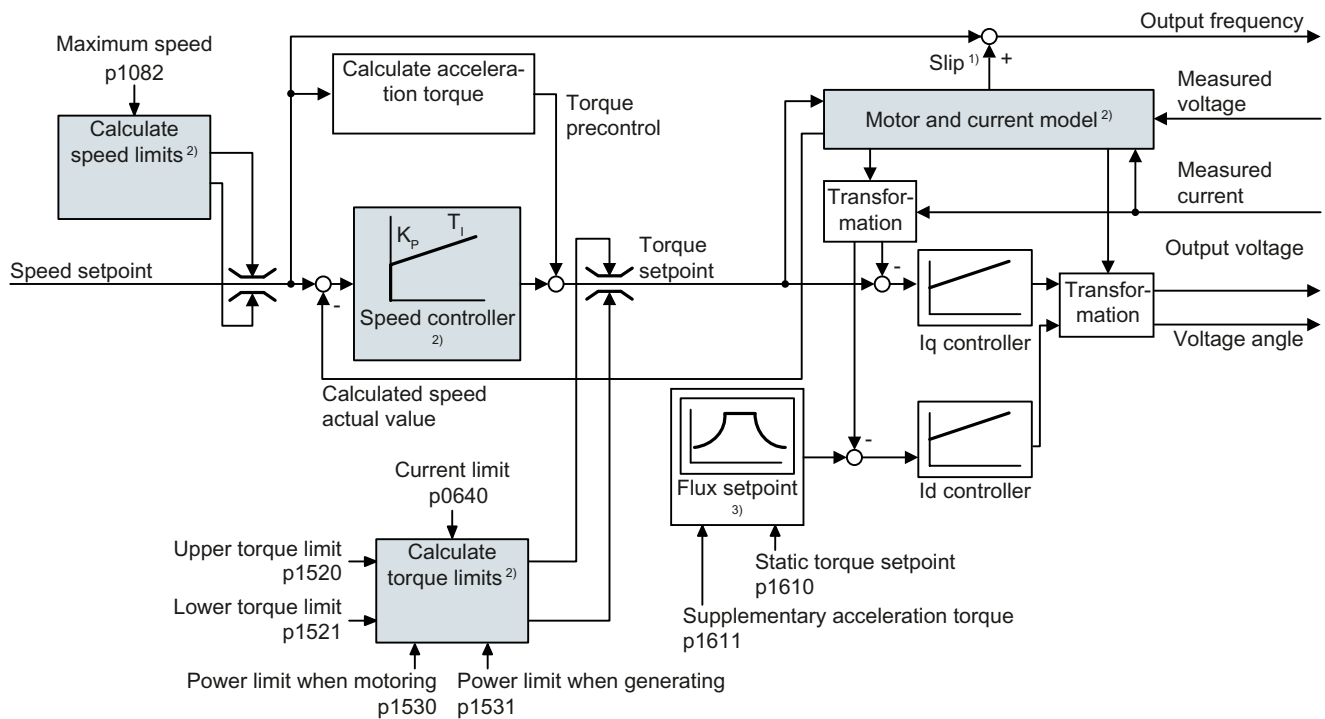 Output frequency
Maximum speed
p1082
Calculate accelera-
tion torque
Slip 1)
+
Measured
voltage
Calculate
speed limits 2)
Torque
precontrol
Motor and current model 2)
Measured
current
Transfor-
mation
Speed setpoint
KP
TI
Torque
setpoint
-
-
Output voltage
Speed controller
2)
Iq controller
Transfor-
mation
Voltage angle
Calculated speed
actual value
-
Flux setpoint
3)
Id controller
Current limit
p0640
Upper torque limit
p1520
Calculate
torque limits 2)
Lower torque limit
p1521
Static torque setpoint
p1610
Supplementary acceleration torque
p1611
Power limit when motoring
p1530
Power limit when generating
p1531